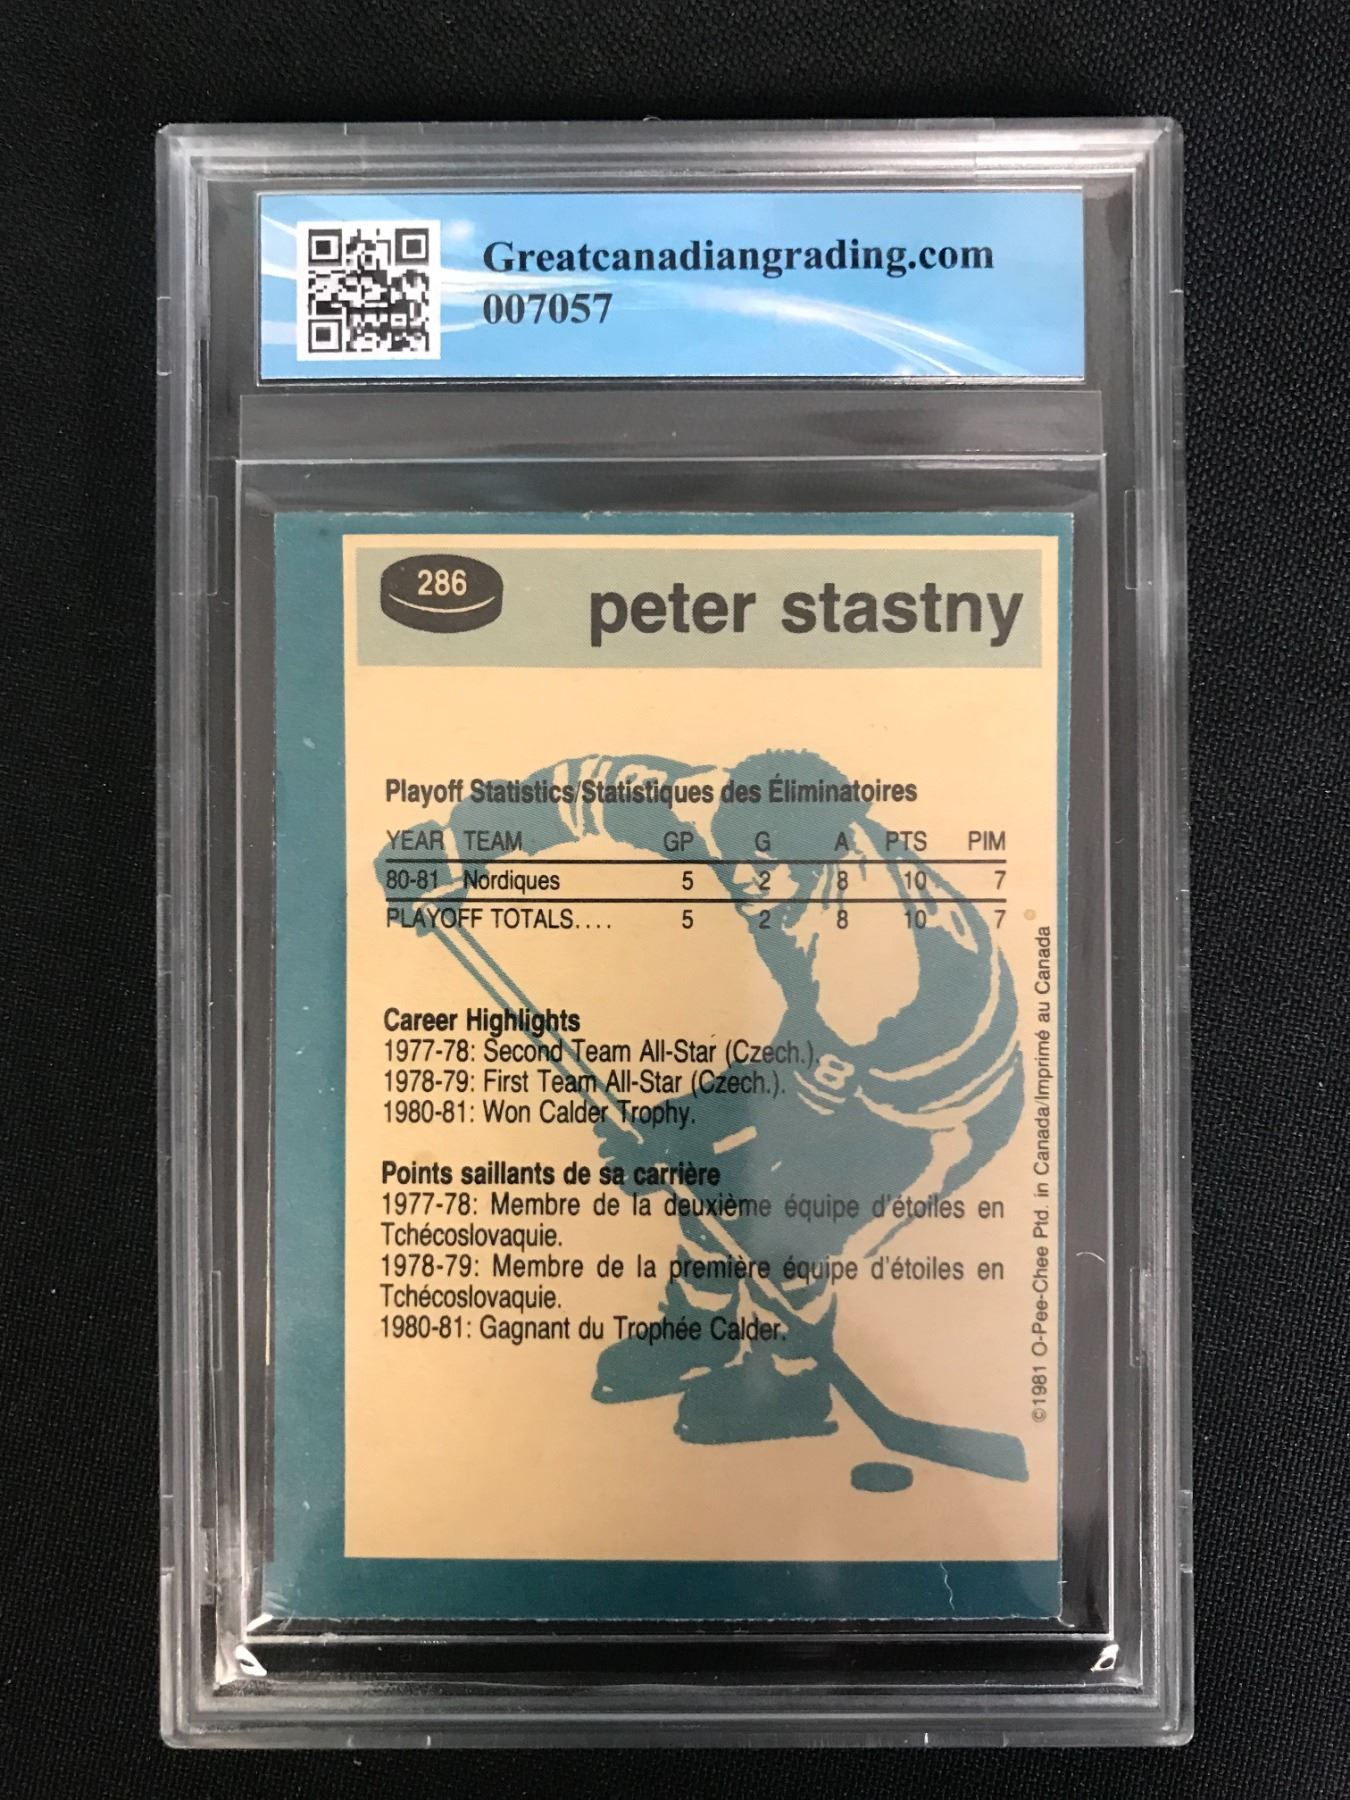 Greatcanadiangrading.com
007057
286
peter stastny
Playoff Statistics/Statistiques des Éliminatoires
YEAR TEAM GP G A PTS PIM
80-81 Nordiques 5 2 8 10 7
PLAYOFF TOTALS.... 5 2 8 10 7
Career Highlights
1977-78: Second Team All-Star (Czech.).
1978-79: First Team All-Star (Czech.).
1980-81: Won Calder Trophy.
8
Points saillants de sa carrière
1977-78: Membre de la deuxième équipe d'étoiles en
Tchécoslovaquie.
1978-79: Membre de la première équipe d'étoiles en
Tchécoslovaquie.
1980-81: Gagnant du Trophée Calder.
©1981 O-Pee-Chee Ptd. in Canada/Imprimé au Canada